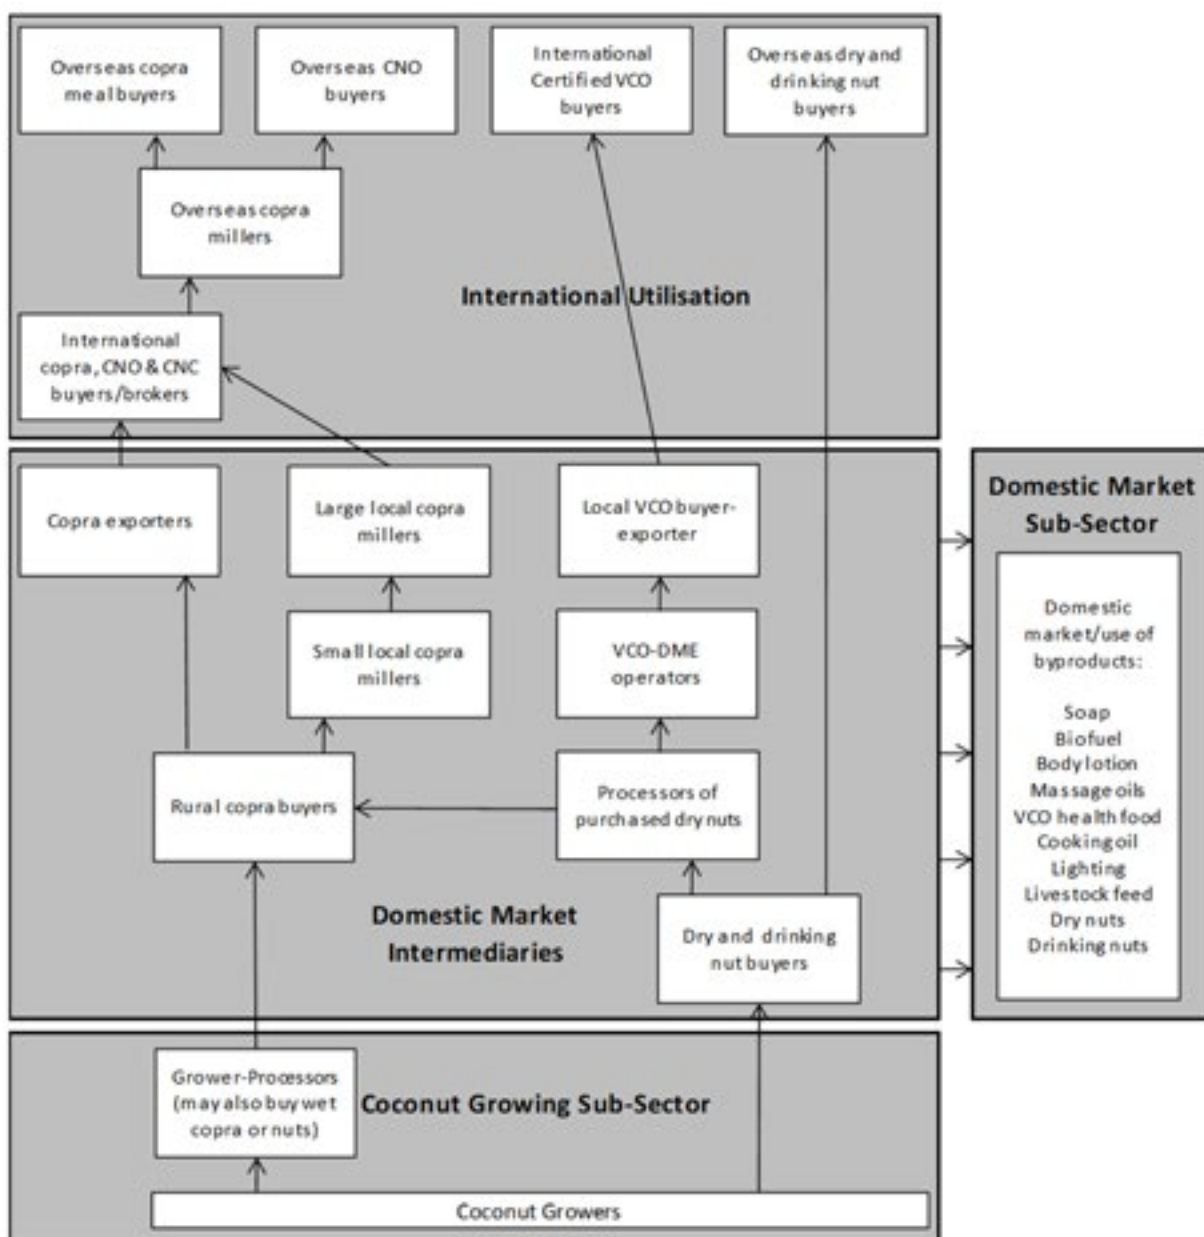 Overseas copra
meal buyers
Overseas CNO
buyers
International
Certified VCO
buyers
Overseas dry and
drinking nut
buyers
Overseas copra
millers
International Utilisation
International
copra, CNO & CNC
buyers/brokers
Copra exporters
Large local copra
millers
Local VCO buyer-
exporter
Small local copra
millers
VCO-DME
operators
Rural copra buyers
Processors of
purchased dry nuts
Domestic Market
Intermediaries
Dry and drinking
nut buyers
Domestic Market
Sub-Sector
Domestic
market/use of
byproducts:
Soap
Biofuel
Body lotion
Massage oils
VCO health food
Cooking oil
Lighting
Livestock feed
Dry nuts
Drinking nuts
Grower-Processors
(may also buy wet
copra or nuts)
Coconut Growing Sub-Sector
Coconut Growers